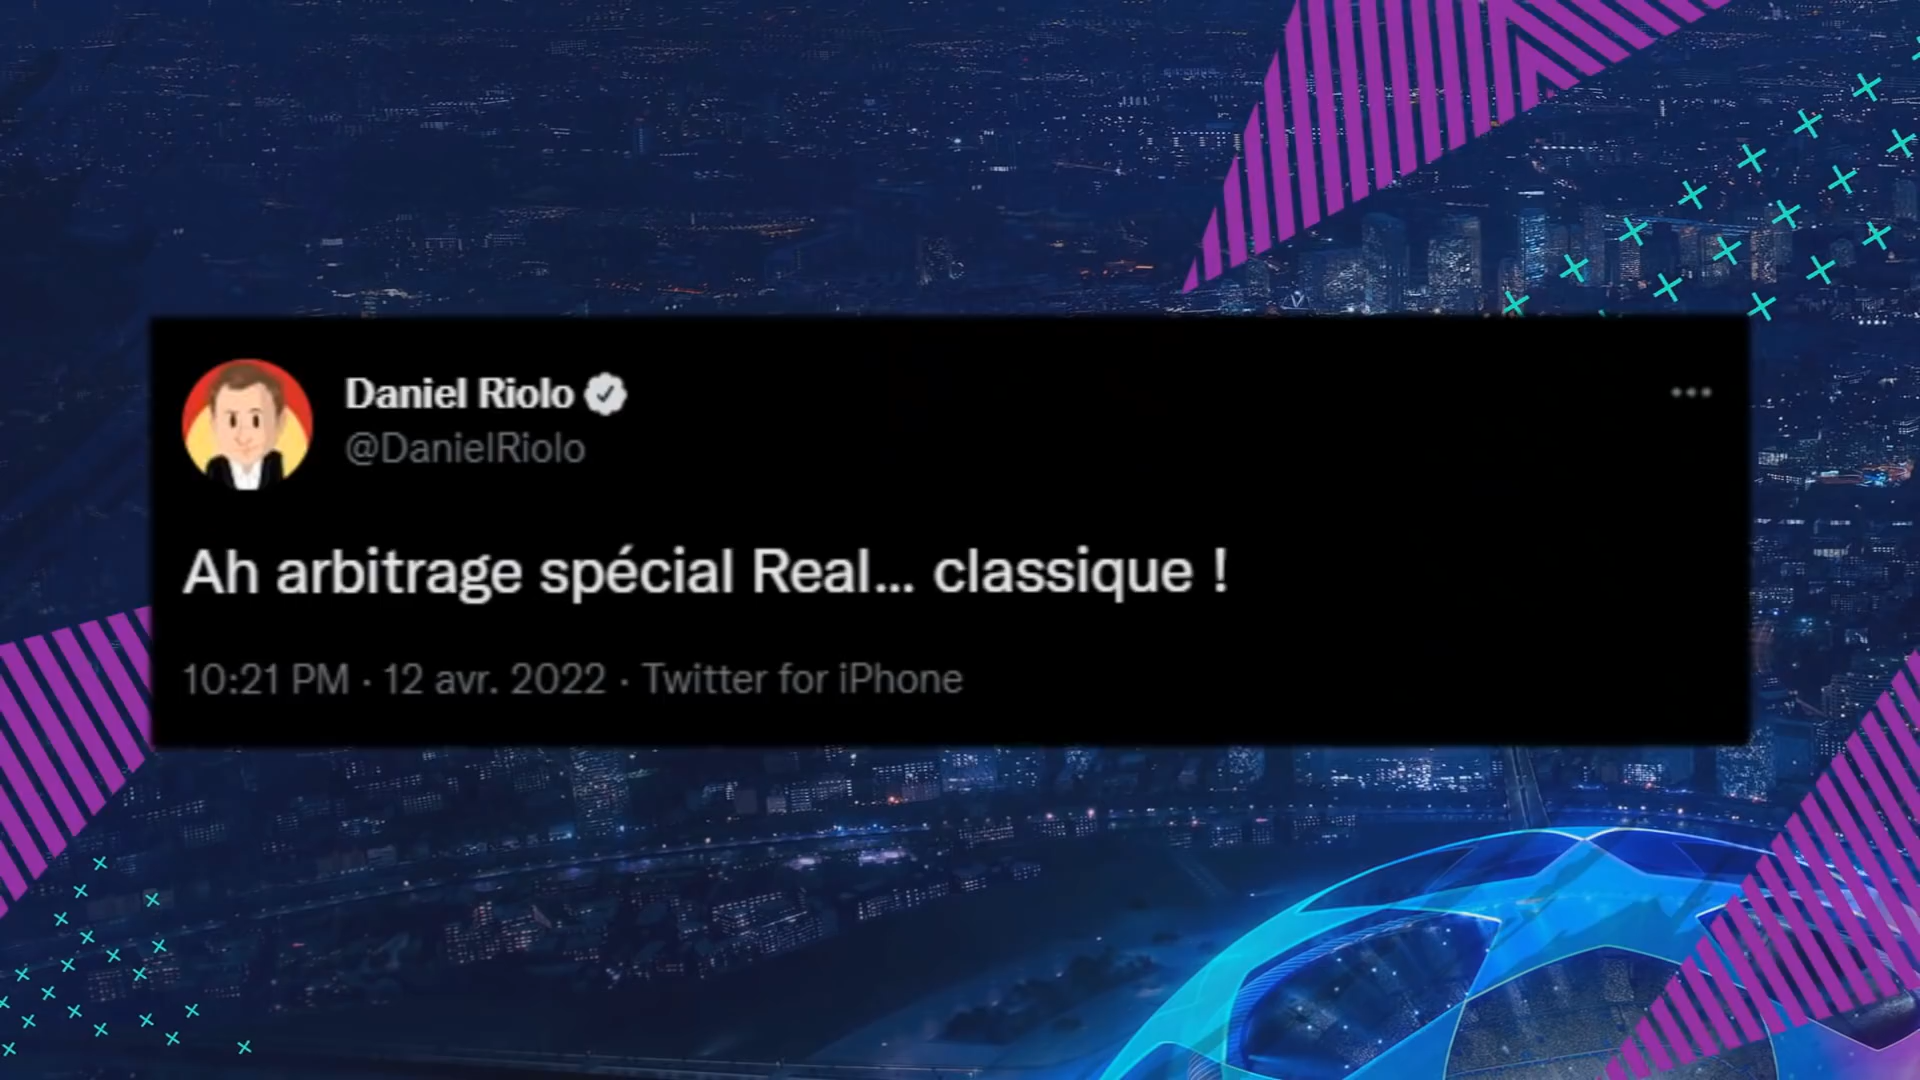 Daniel Riolo
@DanielRiolo
Ah arbitrage spécial Real... classique !
10:21 PM · 12 avr. 2022 · Twitter for iPhone